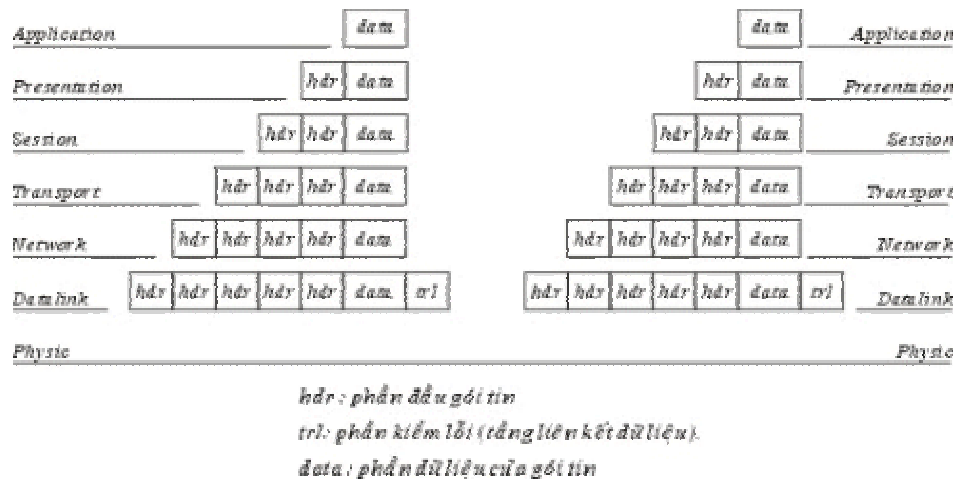 Application data data Application
Presentation hdr data hdr data Presentation
Session hdr hdr data hdr hdr data Session
Transport hdr hdr hdr data hdr hdr hdr data Transport
Network hdr hdr hdr hdr data hdr hdr hdr hdr data Network
Datalink hdr hdr hdr hdr hdr data trl hdr hdr hdr hdr hdr data trl Datalink
Physic Physic
hdr : phần đầu gói tin
trl: phần kiểm lỗi (tầng liên kết dữ liệu).
data : phần dữ liệu của gói tin